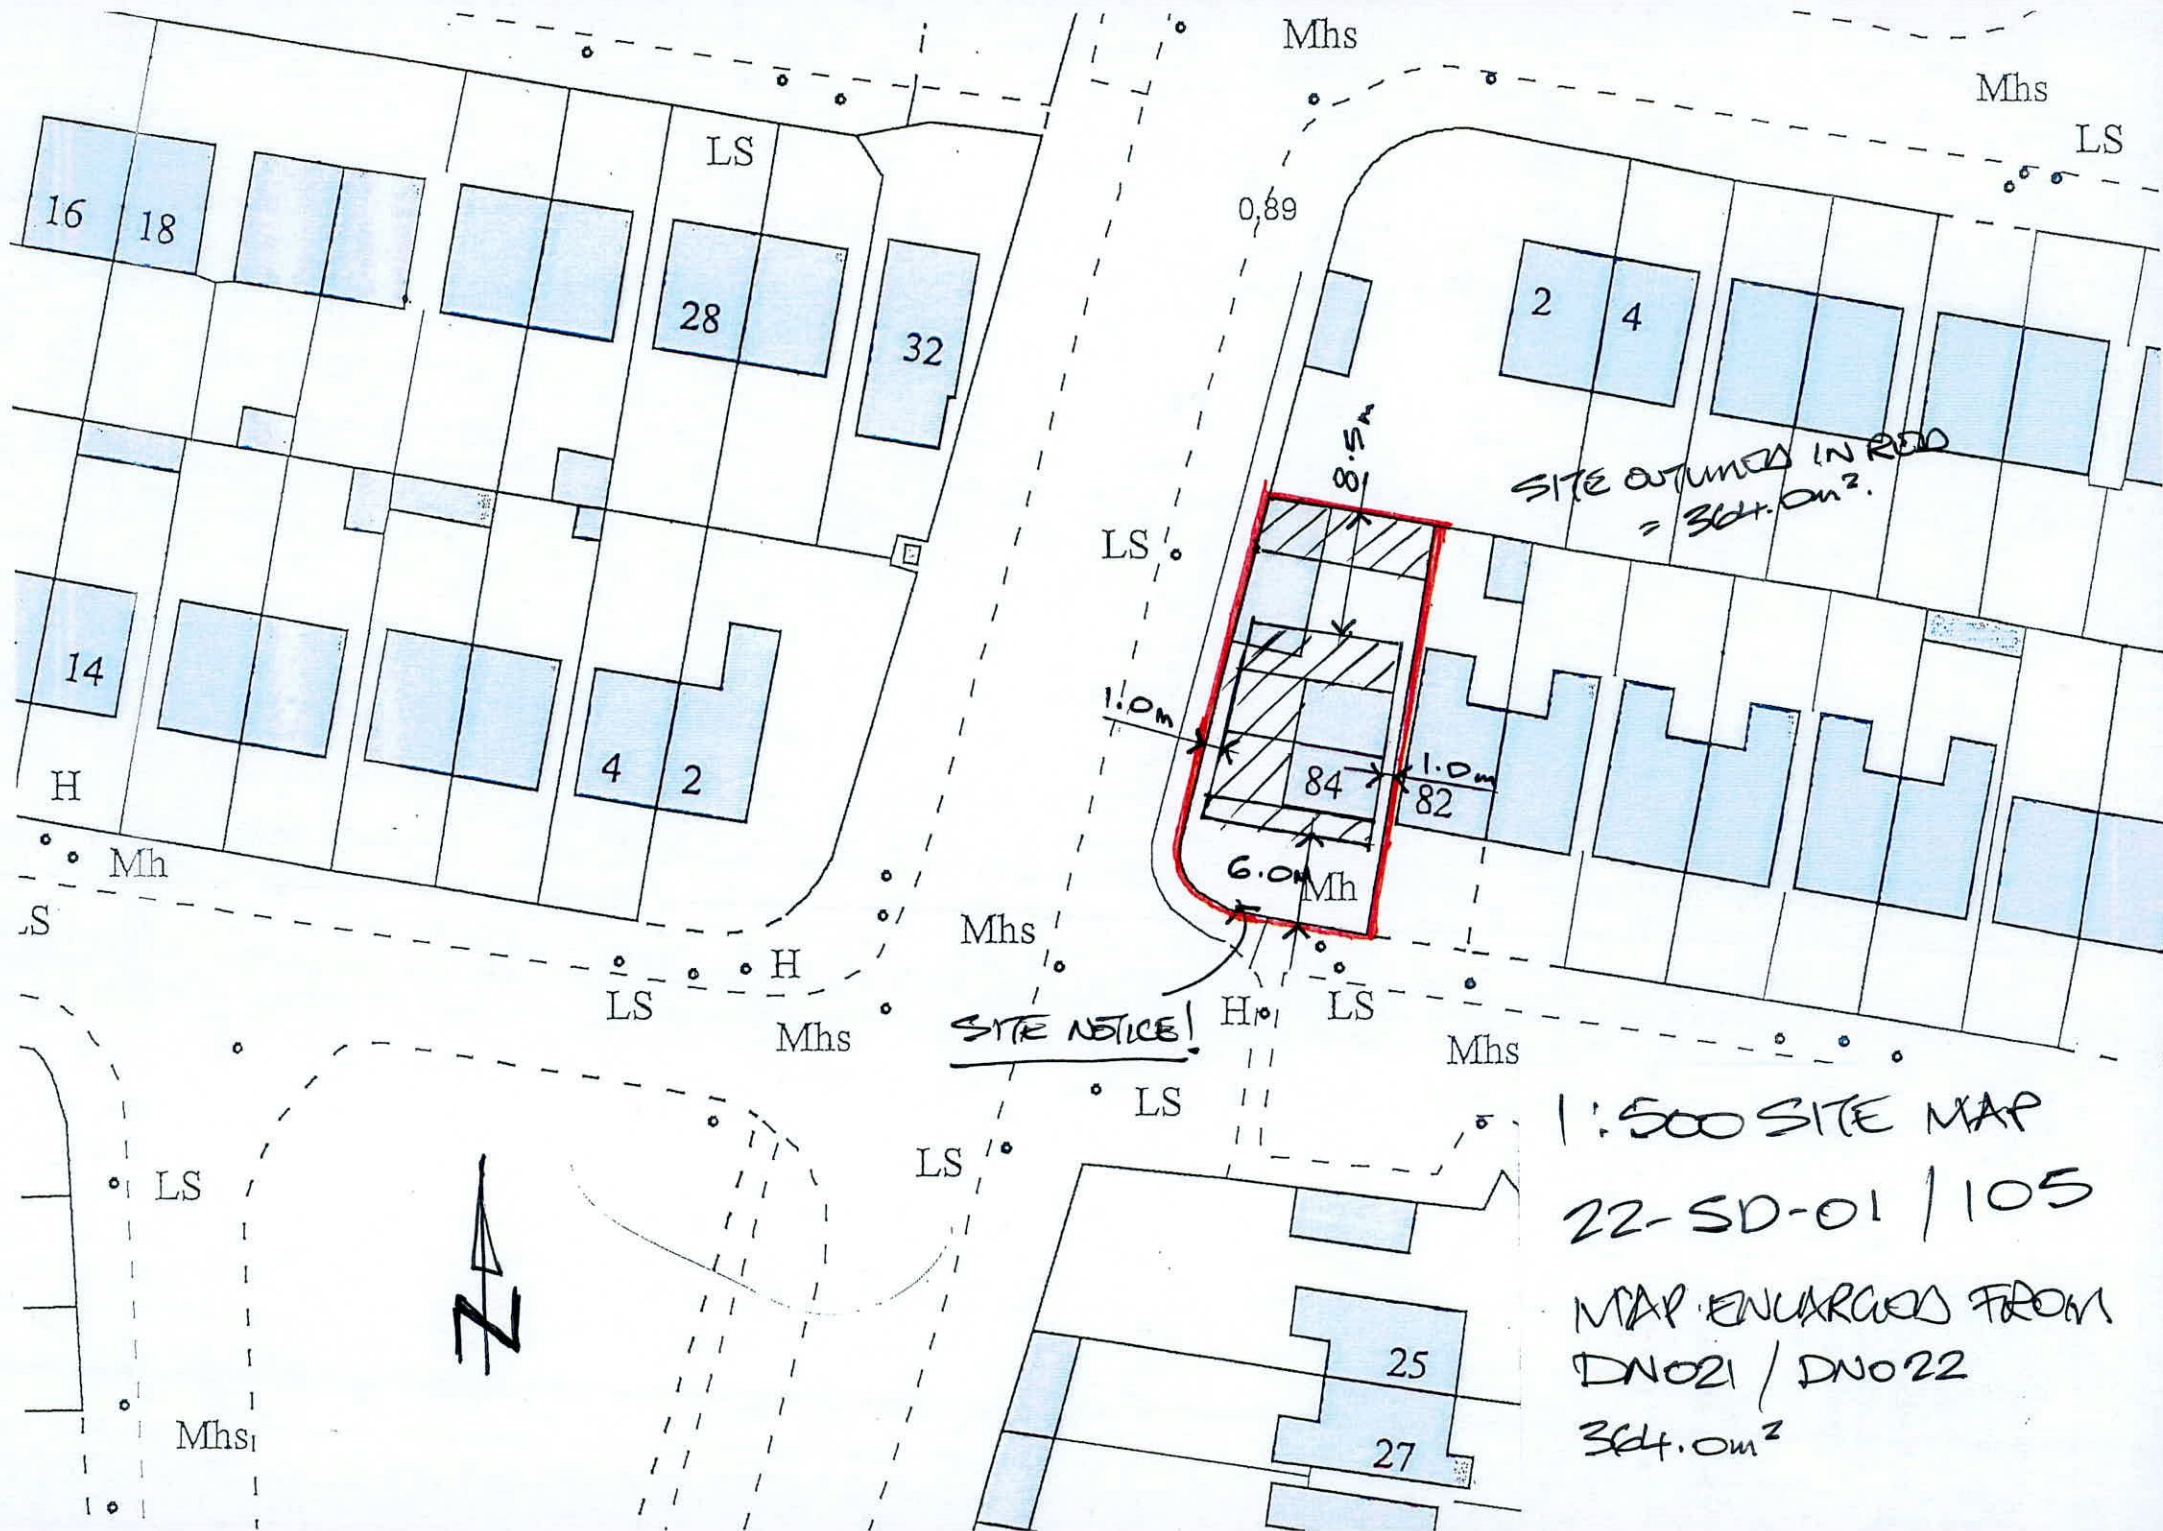 Mhs
Mhs
LS
LS
16
18
28
32
0.89
2
4
8.5m
SITE OUTLINED IN RED
= 364.0m².
LS
14
4
2
1.0m
84
1.0m
82
H
Mh
6.0m
Mh
LS
H
LS
Mhs
Mhs
SITE NOTICE!
H
LS
Mhs
LS
LS
LS
Mhs
N
1:500 SITE MAP
22-SD-01 / 105
MAP ENLARGED FROM
DN021 / DN022
364.0m²
25
27